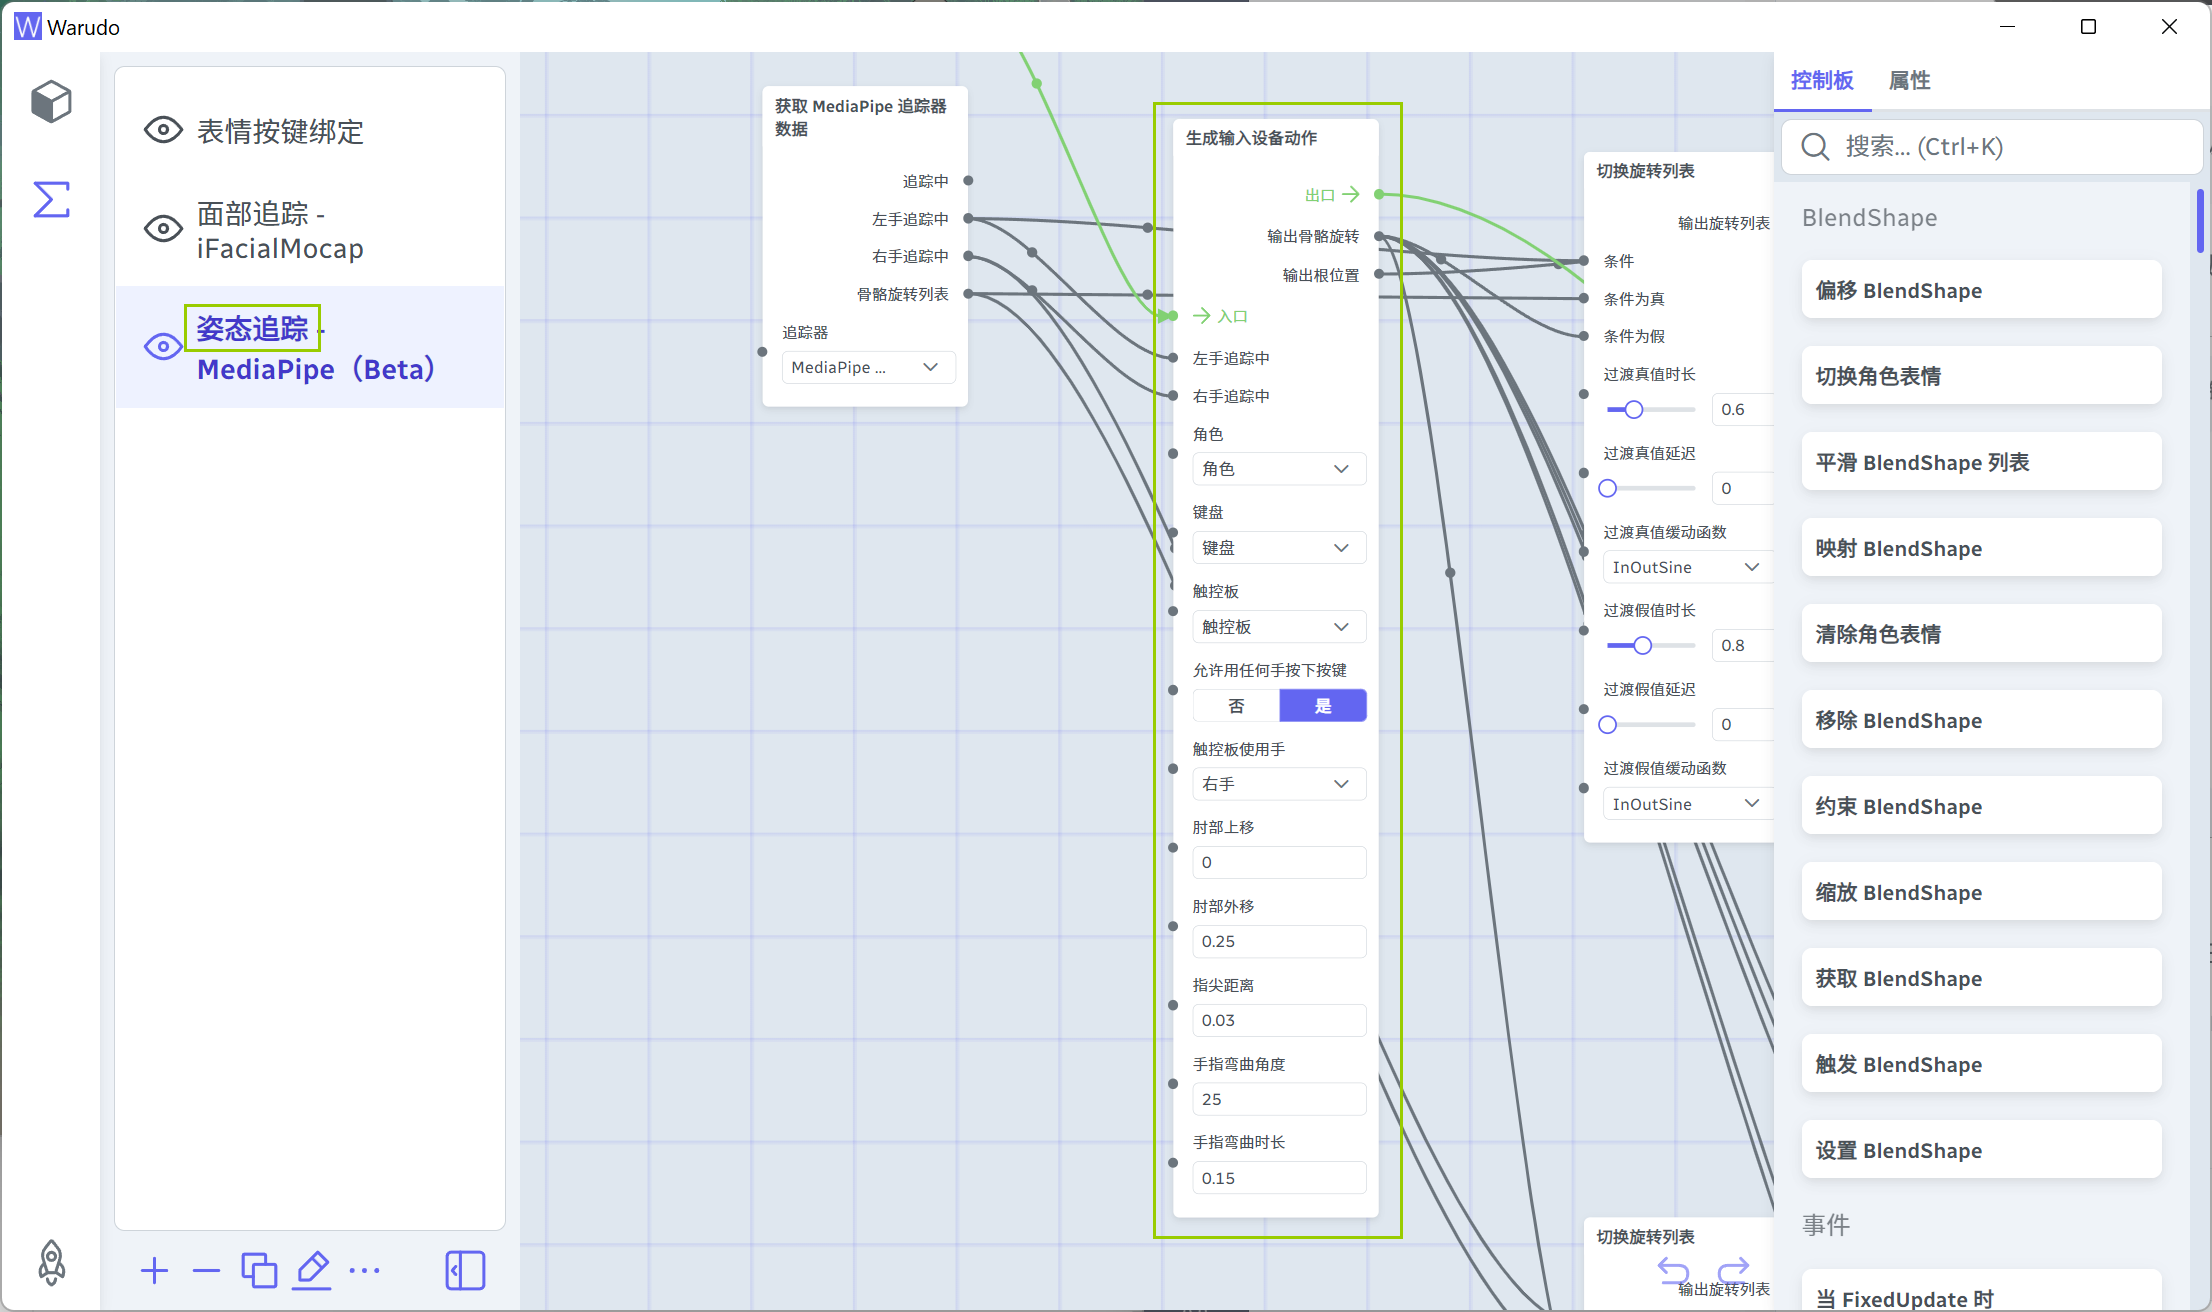 Warudo
表情按键绑定
面部追踪 -
iFacialMocap
姿态追踪 -
MediaPipe（Beta）
获取 MediaPipe 追踪器
数据
追踪中
左手追踪中
右手追踪中
骨骼旋转列表
追踪器
MediaPipe ...
生成输入设备动作
出口
输出骨骼旋转
输出根位置
入口
左手追踪中
右手追踪中
角色
角色
键盘
键盘
触控板
触控板
允许用任何手按下按键
否 是
触控板使用手
右手
肘部上移
0
肘部外移
0.25
指尖距离
0.03
手指弯曲角度
25
手指弯曲时长
0.15
切换旋转列表
输出旋转列表
条件
条件为真
条件为假
过渡真值时长
0.6
过渡真值延迟
0
过渡真值缓动函数
InOutSine
过渡假值时长
0.8
过渡假值延迟
0
过渡假值缓动函数
InOutSine
切换旋转列表
输出旋转列表
控制板 属性
搜索... (Ctrl+K)
BlendShape
偏移 BlendShape
切换角色表情
平滑 BlendShape 列表
映射 BlendShape
清除角色表情
移除 BlendShape
约束 BlendShape
缩放 BlendShape
获取 BlendShape
触发 BlendShape
设置 BlendShape
事件
当 FixedUpdate 时